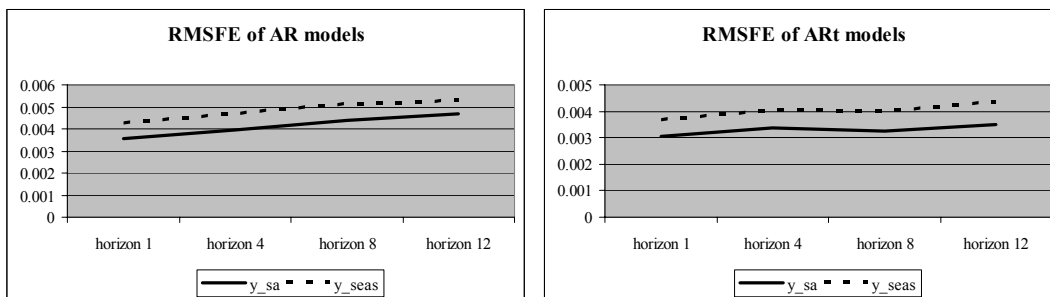 RMSFE of AR models
0.006
0.005
0.004
0.003
0.002
0.001
0
horizon 1 horizon 4 horizon 8 horizon 12
y_sa y_seas
RMSFE of ARt models
0.005
0.004
0.003
0.002
0.001
0
horizon 1 horizon 4 horizon 8 horizon 12
y_sa y_seas